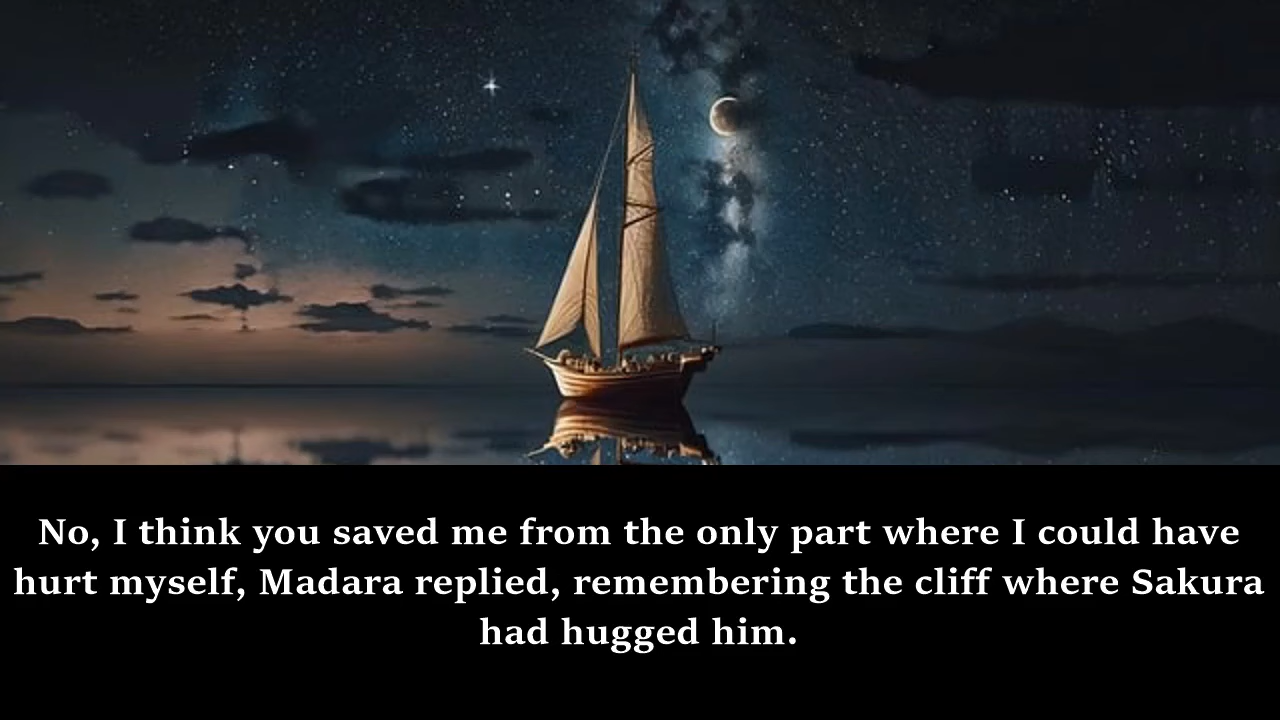 No, I think you saved me from the only part where I could have
hurt myself, Madara replied, remembering the cliff where Sakura
had hugged him.